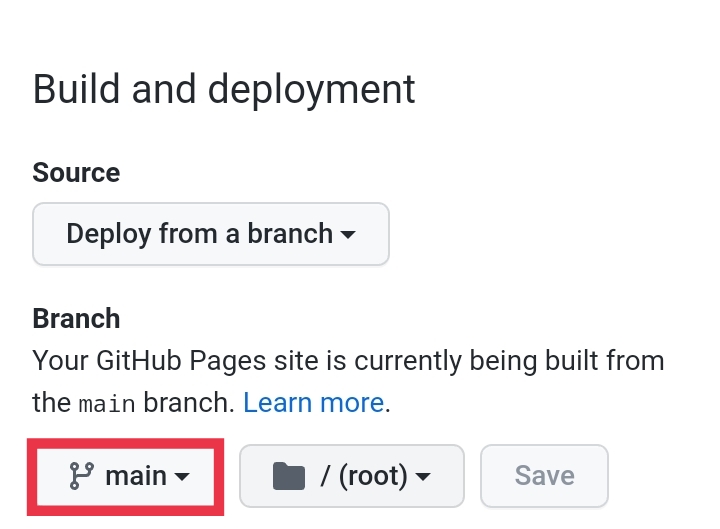 Build and deployment
Source
Deploy from a branch
Branch
Your GitHub Pages site is currently being built from
the main branch. Learn more.
main / (root) Save